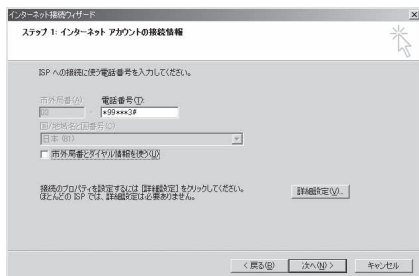 インターネット接続ウィザード
ステップ 1: インターネット アカウントの接続情報
ISP への接続に使う電話番号を入力してください。
市外局番(A) 電話番号(T):
- *99***3#
国/地域名と国番号(C)
日本 (81)
市外局番とダイヤル情報を使う(U)
接続のプロパティを設定するには [詳細設定] をクリックしてください。
ほとんどの ISP では、詳細設定は必要ありません。
詳細設定(V)...
< 戻る(B) 次へ(N) > キャンセル